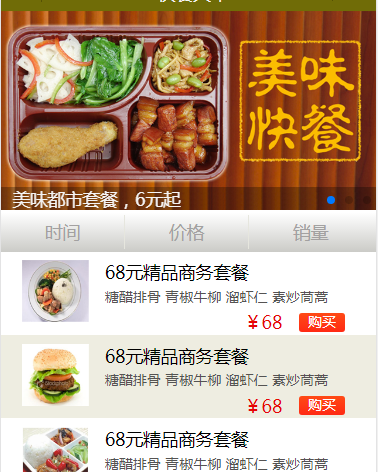 美味
快餐
美味都市套餐，6元起
时间 价格 销量
68元精品商务套餐
糖醋排骨 青椒牛柳 溜虾仁 素炒茼蒿
￥68 购买
68元精品商务套餐
糖醋排骨 青椒牛柳 溜虾仁 素炒茼蒿
￥68 购买
68元精品商务套餐
糖醋排骨 青椒牛柳 溜虾仁 素炒茼蒿